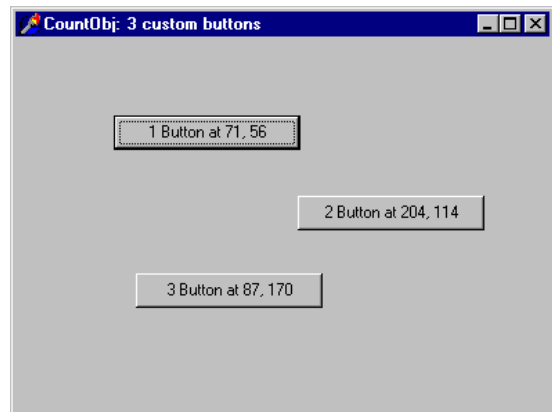 CountObj: 3 custom buttons
1 Button at 71, 56
2 Button at 204, 114
3 Button at 87, 170